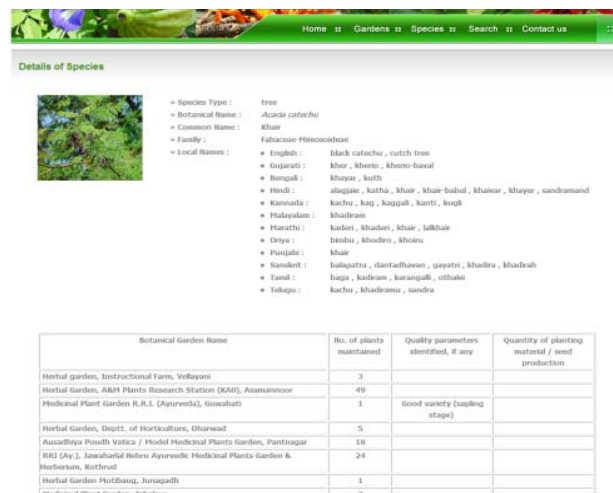 Home :: Gardens :: Species :: Search :: Contact us ::
Details of Species
» Species Type : tree
» Botanical Name : Acacia catechu
» Common Name : Khair
» Family : Fabaceae-Mimosoideae
» Local Names :
• English : black catechu , cutch tree
• Gujarati : kher , kherio , kherio-baval
• Bengali : khayar , kuth
• Hindi : alagjaie , katha , khair , khair-babul , khaivar , khayer , sandramand
• Kannada : kachu , kag , kaggali , kanti , kugli
• Malayalam : khadiram
• Marathi : kaderi , khaderi , khair , lalkhair
• Oriya : bimbu , khodiro , khoiru
• Punjabi : khair
• Sanskrit : balapatra , dantadhavan , gayatri , khadira , khadirah
• Tamil : baga , kadiram , karangalli , othalei
• Telugu : kachu , khadiramu , sandra
Botanical Garden Name No. of plants Quality parameters Quantity of planting
maintained identified, if any material / seed
production
Herbal garden, Instructional Farm, Vellayani 3
Herbal Garden, A&M Plants Research Station (KAU), Asamannoor 49
Medicinal Plant Garden R.R.I. (Ayurveda), Guwahati 1 Good variety (sapling
stage)
Herbal Garden, Deptt. of Horticulture, Dharwad 5
Ausadhiya Poudh Vatica / Model Medicinal Plants Garden, Pantnagar 18
RRI (Ay.), Jawaharlal Nehru Ayurvedic Medicinal Plants Garden & 24
Herberium, Kothrud
Herbal Garden Motibaug, Junagadh 1